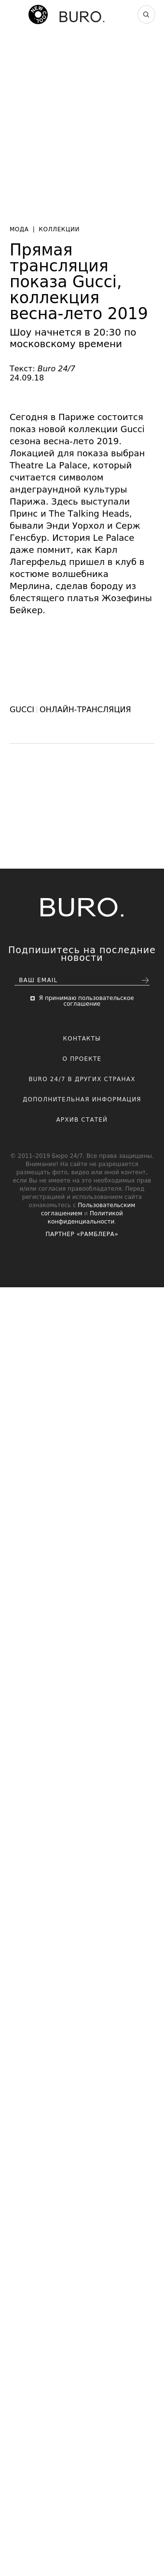 BURO.
МОДА | КОЛЛЕКЦИИ
Прямая
трансляция
показа Gucci,
коллекция
весна-лето 2019
Шоу начнется в 20:30 по
московскому времени
Текст: Buro 24/7
24.09.18
Сегодня в Париже состоится
показ новой коллекции Gucci
сезона весна-лето 2019.
Локацией для показа выбран
Theatre La Palace, который
считается символом
андеграундной культуры
Парижа. Здесь выступали
Принс и The Talking Heads,
бывали Энди Уорхол и Серж
Генсбур. История Le Palace
даже помнит, как Карл
Лагерфельд пришел в клуб в
костюме волшебника
Мерлина, сделав бороду из
блестящего платья Жозефины
Бейкер.
GUCCI ОНЛАЙН-ТРАНСЛЯЦИЯ
BURO.
Подпишитесь на последние
новости
ВАШ EMAIL
Я принимаю пользовательское
соглашение
КОНТАКТЫ
О ПРОЕКТЕ
BURO 24/7 В ДРУГИХ СТРАНАХ
ДОПОЛНИТЕЛЬНАЯ ИНФОРМАЦИЯ
АРХИВ СТАТЕЙ
© 2011–2019 Бюро 24/7. Все права защищены.
Внимание! На сайте не разрешается
размещать фото, видео или иной контент,
если Вы не имеете на это необходимых прав
и/или согласия правообладателя. Перед
регистрацией и использованием сайта
ознакомьтесь с Пользовательским
соглашением и Политикой
конфиденциальности.
ПАРТНЁР «РАМБЛЕРА»